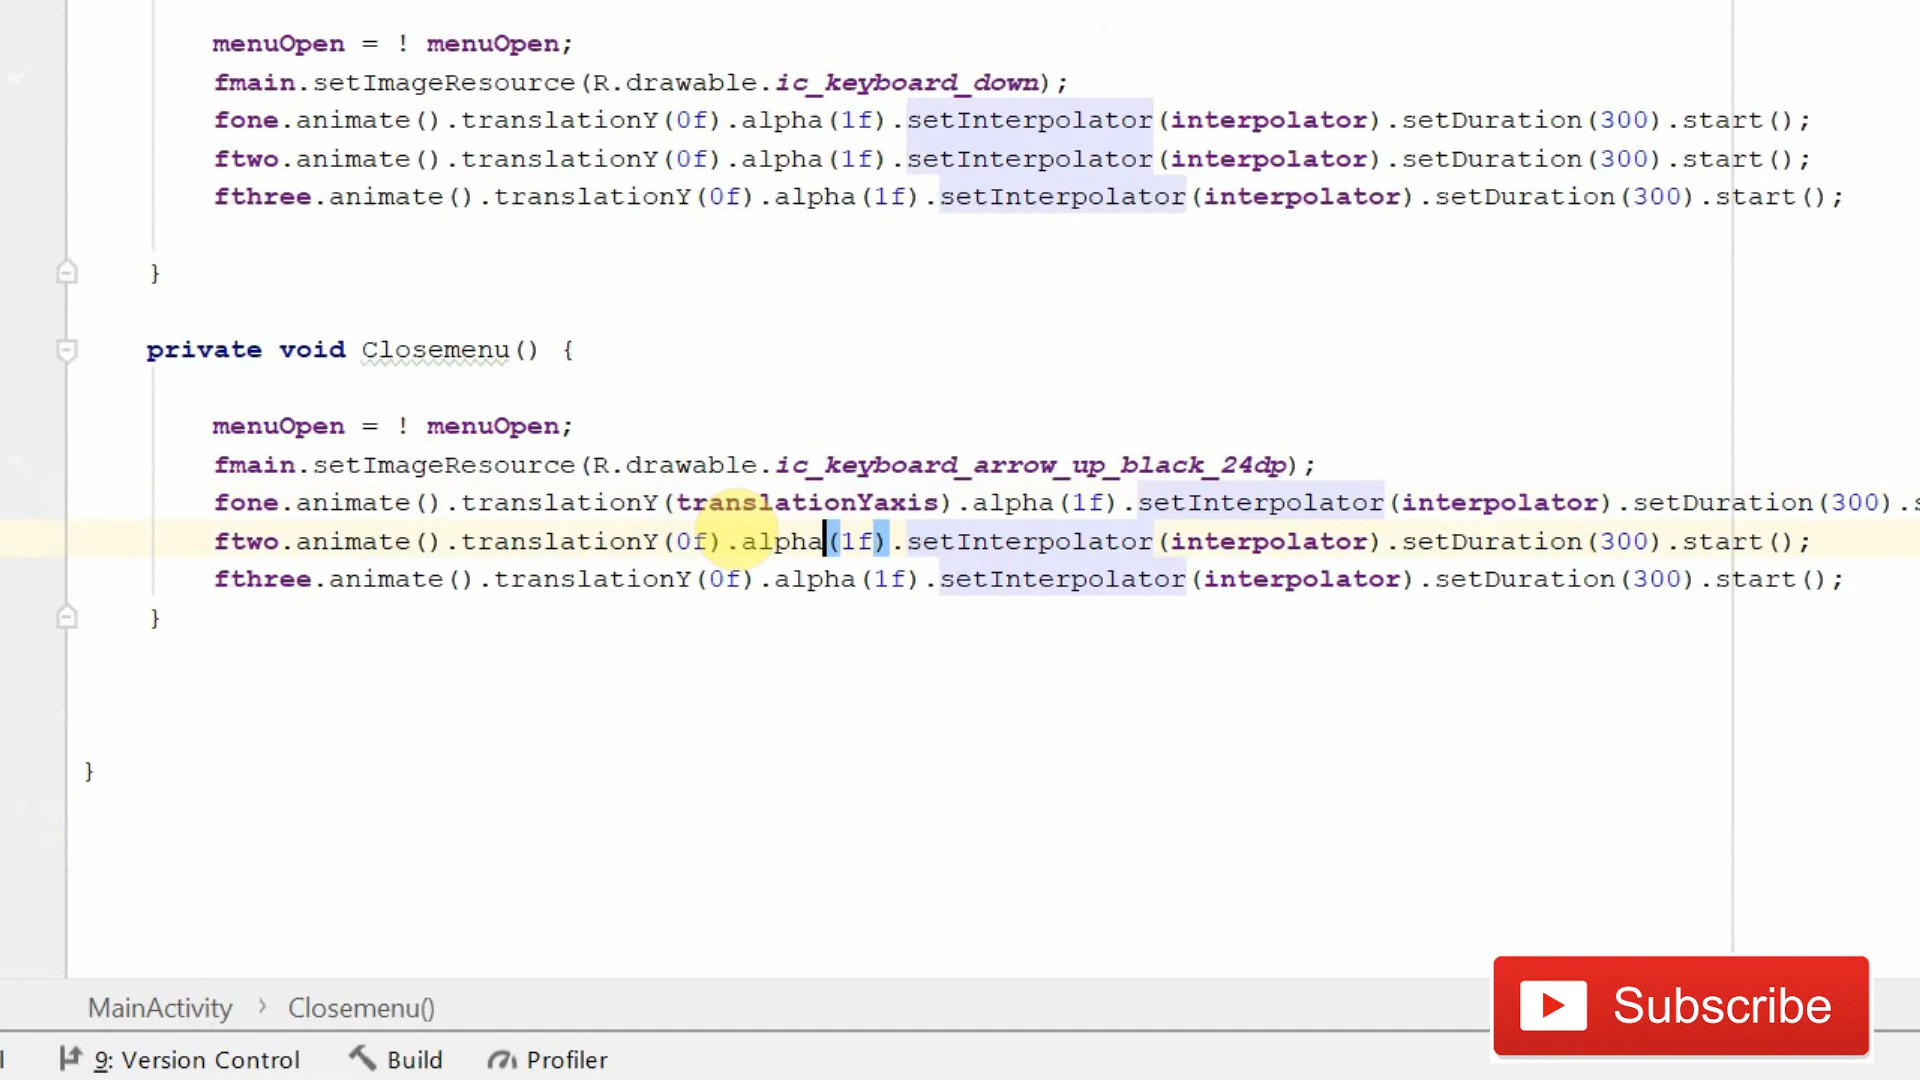 menuOpen = ! menuOpen;
fmain.setImageResource(R.drawable.ic_keyboard_down);
fone.animate().translationY(0f).alpha(1f).setInterpolator(interpolator).setDuration(300).start();
ftwo.animate().translationY(0f).alpha(1f).setInterpolator(interpolator).setDuration(300).start();
fthree.animate().translationY(0f).alpha(1f).setInterpolator(interpolator).setDuration(300).start();
}
private void Closemenu() {
menuOpen = ! menuOpen;
fmain.setImageResource(R.drawable.ic_keyboard_arrow_up_black_24dp);
fone.animate().translationY(translationYaxis).alpha(1f).setInterpolator(interpolator).setDuration(300).
ftwo.animate().translationY(0f).alpha(1f).setInterpolator(interpolator).setDuration(300).start();
fthree.animate().translationY(0f).alpha(1f).setInterpolator(interpolator).setDuration(300).start();
}
}
MainActivity > Closemenu()
Subscribe
9: Version Control Build Profiler